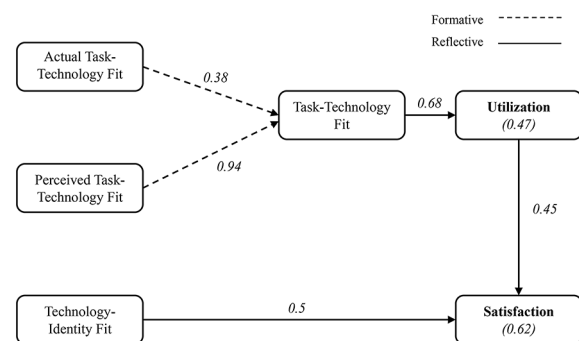 Formative
Reflective
Actual Task-
Technology Fit
0.38
Task-Technology
Fit
0.68
Utilization
(0.47)
0.94
Perceived Task-
Technology Fit
0.45
Technology-
Identity Fit
0.5
Satisfaction
(0.62)